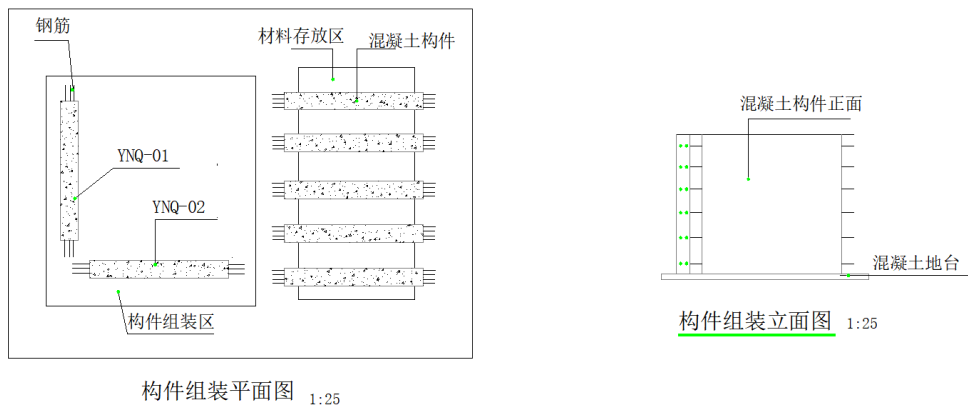 钢筋
材料存放区
混凝土构件
YNQ-01
YNQ-02
构件组装区
构件组装平面图 1:25
混凝土构件正面
混凝土地台
构件组装立面图 1:25